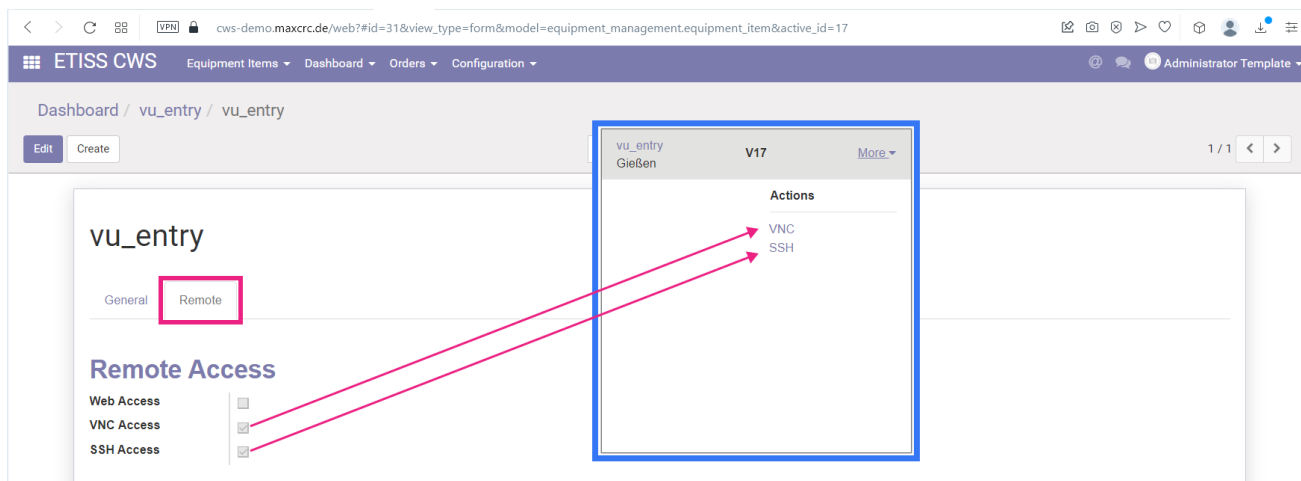 VPN cws-demo.maxcrc.de/web?#id=31&view_type=form&model=equipment_management.equipment_item&active_id=17
ETISS CWS Equipment Items Dashboard Orders Configuration @ Administrator Template
Dashboard / vu_entry / vu_entry
Edit Create 1 / 1
vu_entry V17 More
Gießen
Actions
VNC
SSH
vu_entry
General Remote
Remote Access
Web Access
VNC Access
SSH Access